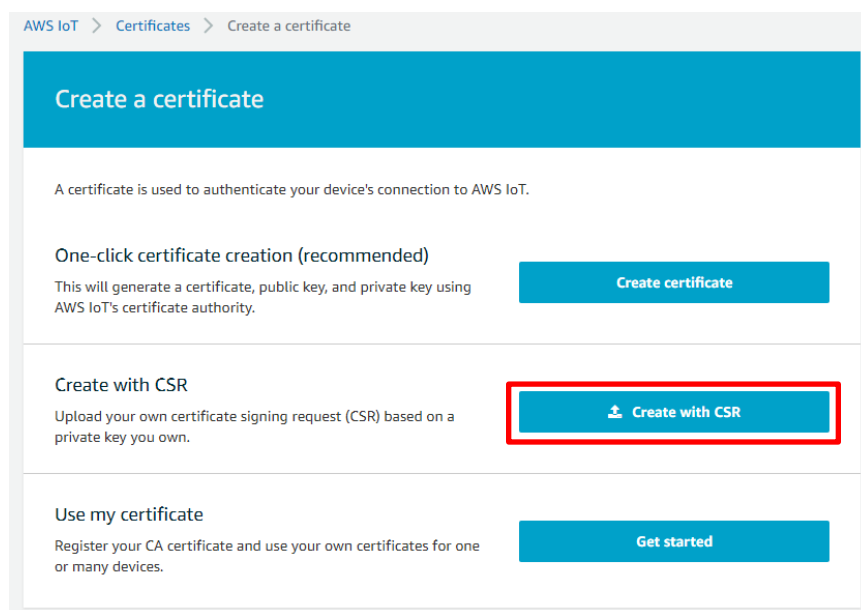 AWS IoT > Certificates > Create a certificate
Create a certificate
A certificate is used to authenticate your device's connection to AWS IoT.
One-click certificate creation (recommended)
This will generate a certificate, public key, and private key using
AWS IoT's certificate authority.
Create certificate
Create with CSR
Upload your own certificate signing request (CSR) based on a
private key you own.
Create with CSR
Use my certificate
Register your CA certificate and use your own certificates for one
or many devices.
Get started